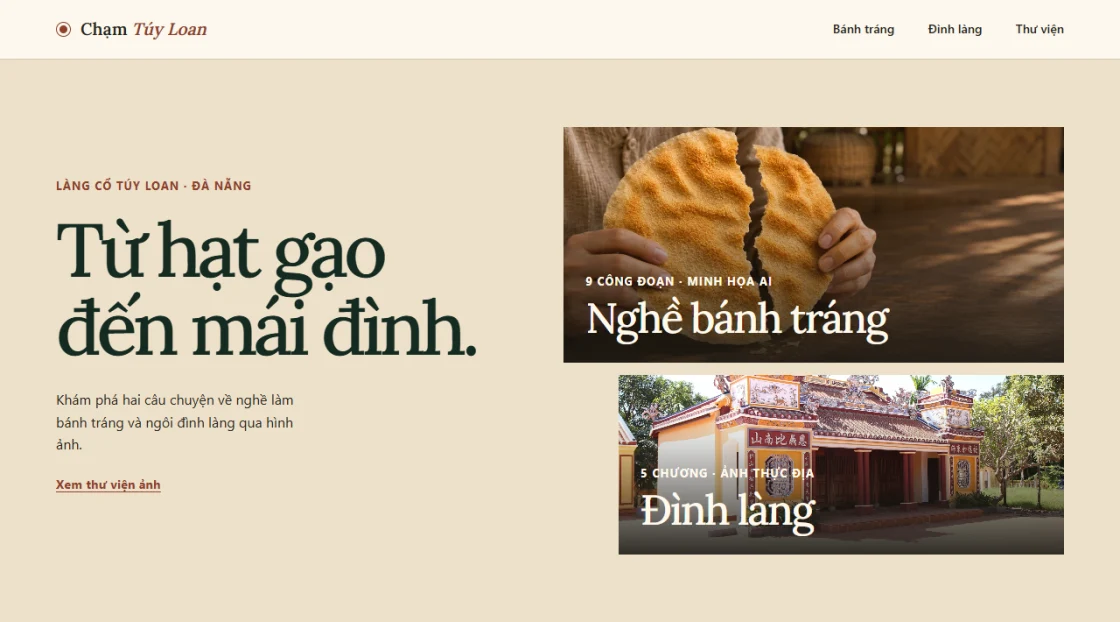 Chạm Túy Loan
Bánh tráng
Đình làng
Thư viện
LÀNG CỔ TÚY LOAN · ĐÀ NẴNG
Từ hạt gạo
đến mái đình.
Khám phá hai câu chuyện về nghề làm
bánh tráng và ngôi đình làng qua hình
ảnh.
Xem thư viện ảnh
9 CÔNG ĐOẠN · MINH HỌA AI
Nghề bánh tráng
5 CHƯƠNG · ẢNH THỰC ĐỊA
Đình làng